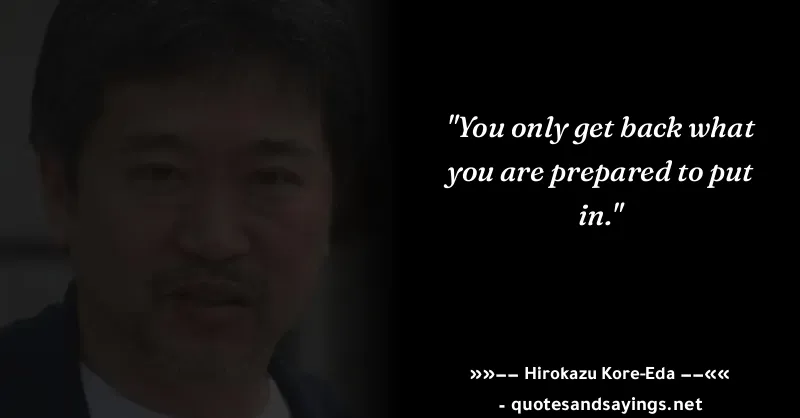 "You only get back what
you are prepared to put
in."
»»–– Hirokazu Kore-Eda ––««
- quotesandsayings.net